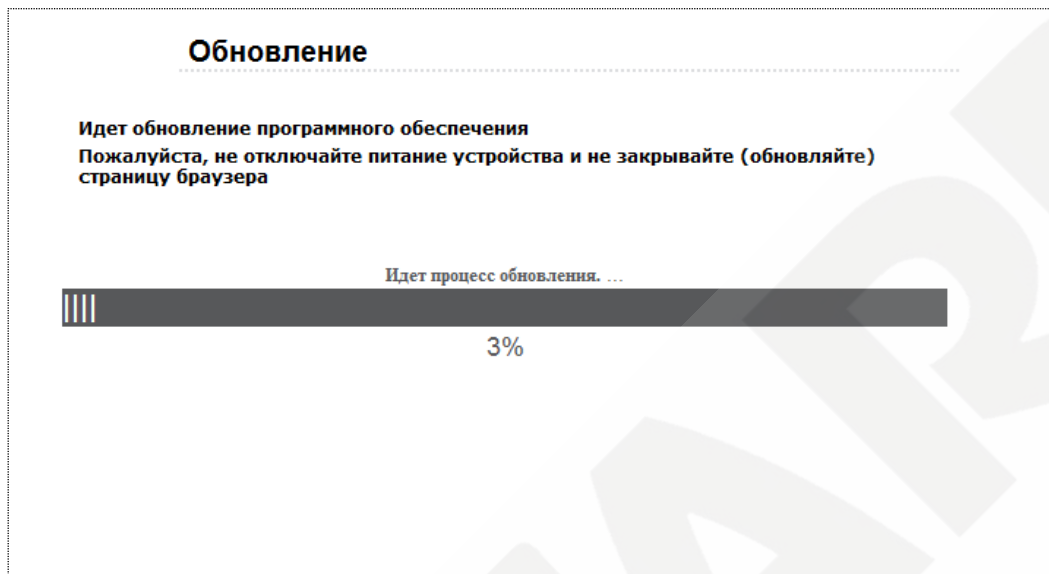 Обновление
Идет обновление программного обеспечения
Пожалуйста, не отключайте питание устройства и не закрывайте (обновляйте)
страницу браузера
Идет процесс обновления. ...
3%